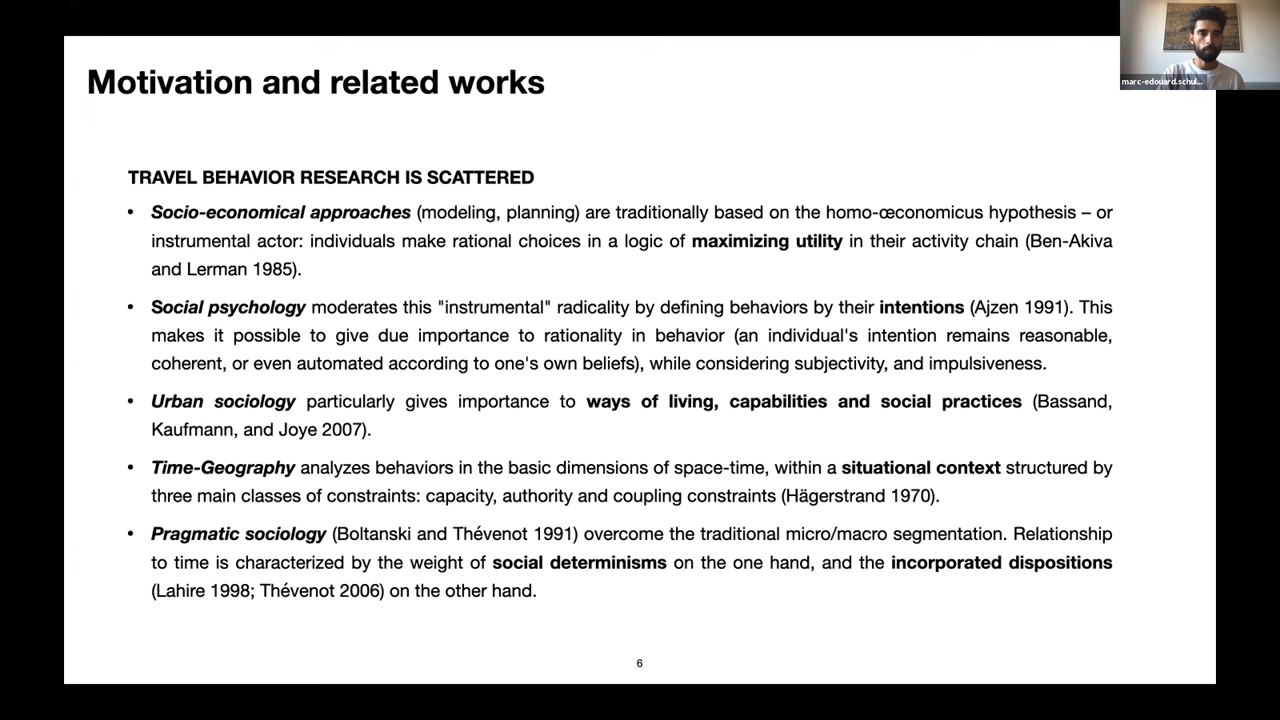 marc-edouard.schul...
Motivation and related works
TRAVEL BEHAVIOR RESEARCH IS SCATTERED
• Socio-economical approaches (modeling, planning) are traditionally based on the homo-œconomicus hypothesis – or
instrumental actor: individuals make rational choices in a logic of maximizing utility in their activity chain (Ben-Akiva
and Lerman 1985).
• Social psychology moderates this "instrumental" radicality by defining behaviors by their intentions (Ajzen 1991). This
makes it possible to give due importance to rationality in behavior (an individual's intention remains reasonable,
coherent, or even automated according to one's own beliefs), while considering subjectivity, and impulsiveness.
• Urban sociology particularly gives importance to ways of living, capabilities and social practices (Bassand,
Kaufmann, and Joye 2007).
• Time-Geography analyzes behaviors in the basic dimensions of space-time, within a situational context structured by
three main classes of constraints: capacity, authority and coupling constraints (Hägerstrand 1970).
• Pragmatic sociology (Boltanski and Thévenot 1991) overcome the traditional micro/macro segmentation. Relationship
to time is characterized by the weight of social determinisms on the one hand, and the incorporated dispositions
(Lahire 1998; Thévenot 2006) on the other hand.
6